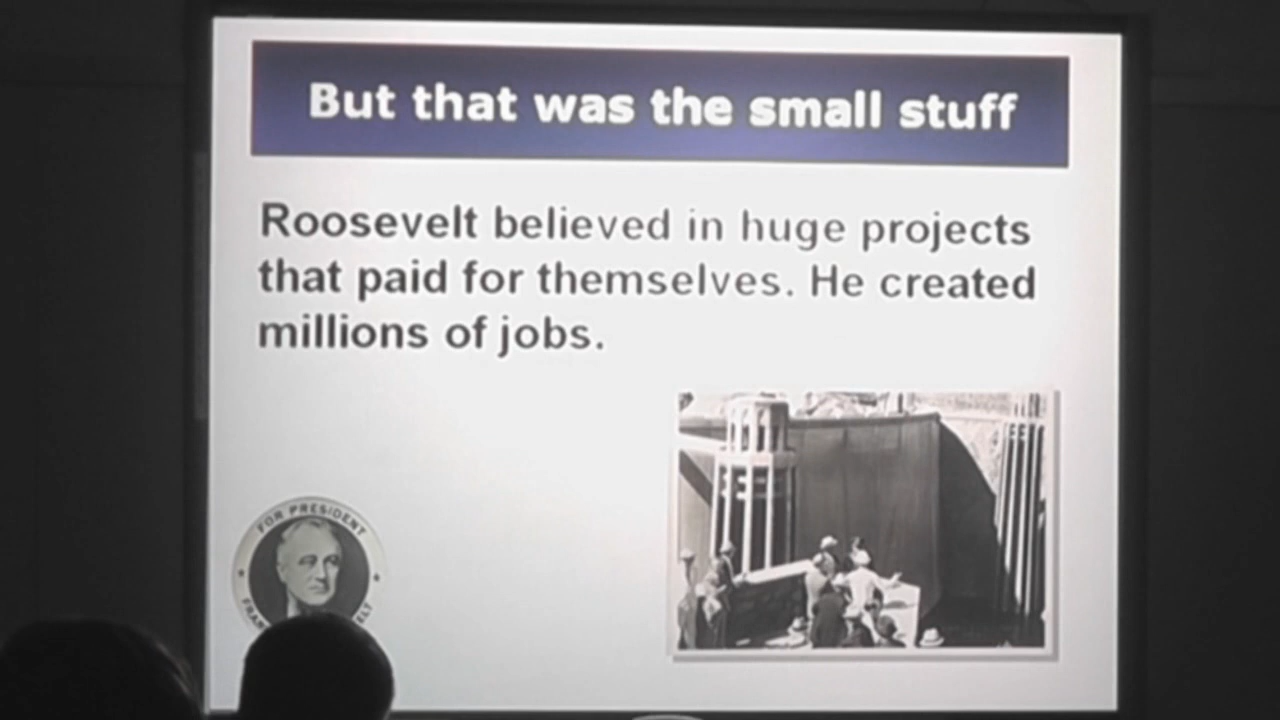 But that was the small stuff
Roosevelt believed in huge projects
that paid for themselves. He created
millions of jobs.
FOR PRESIDENT